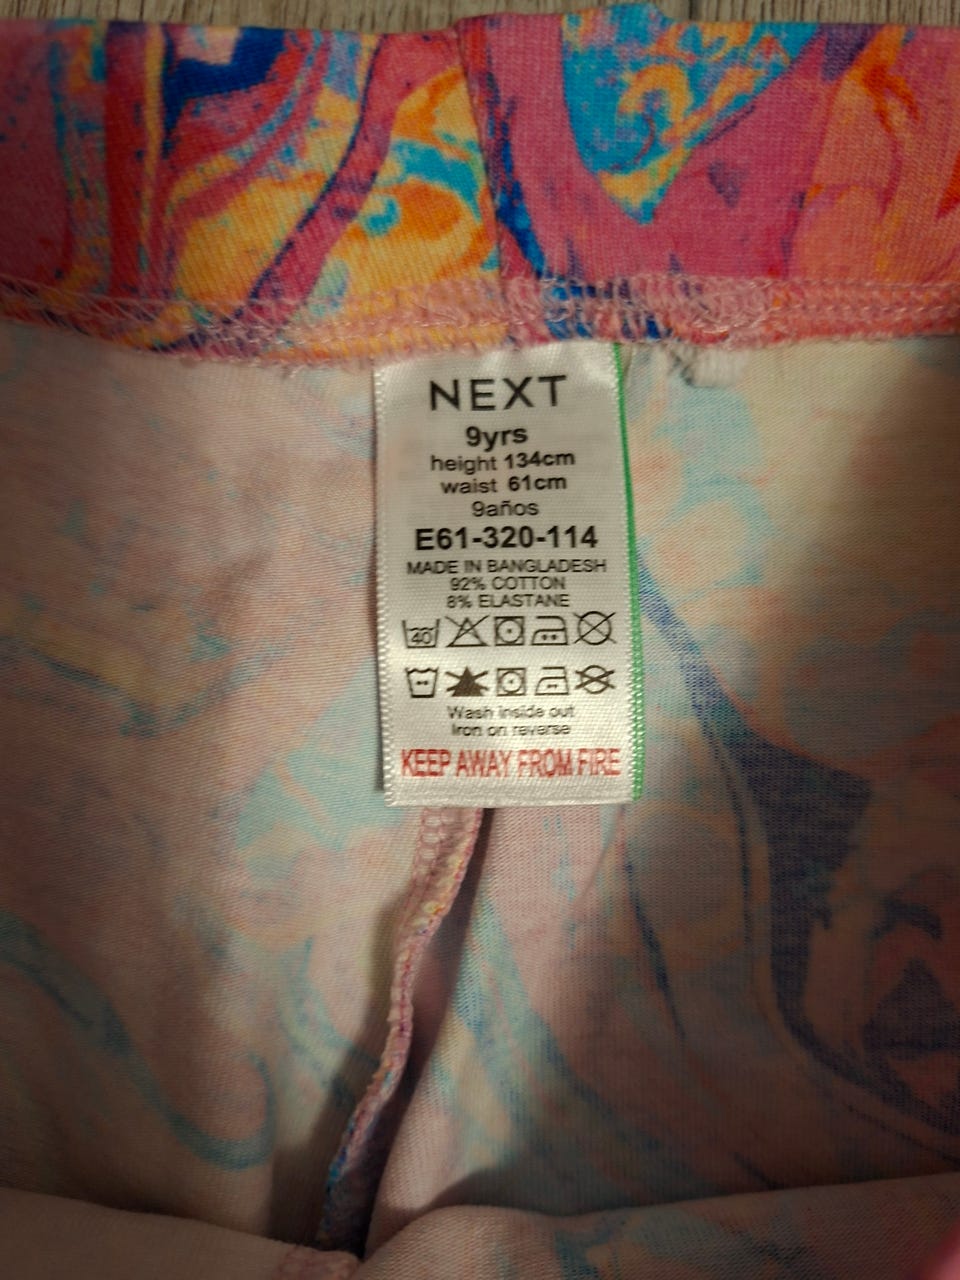 NEXT
9yrs
height 134cm
waist 61cm
9años
E61-320-114
MADE IN BANGLADESH
92% COTTON
8% ELASTANE
40
Wash inside out
Iron on reverse
KEEP AWAY FROM FIRE